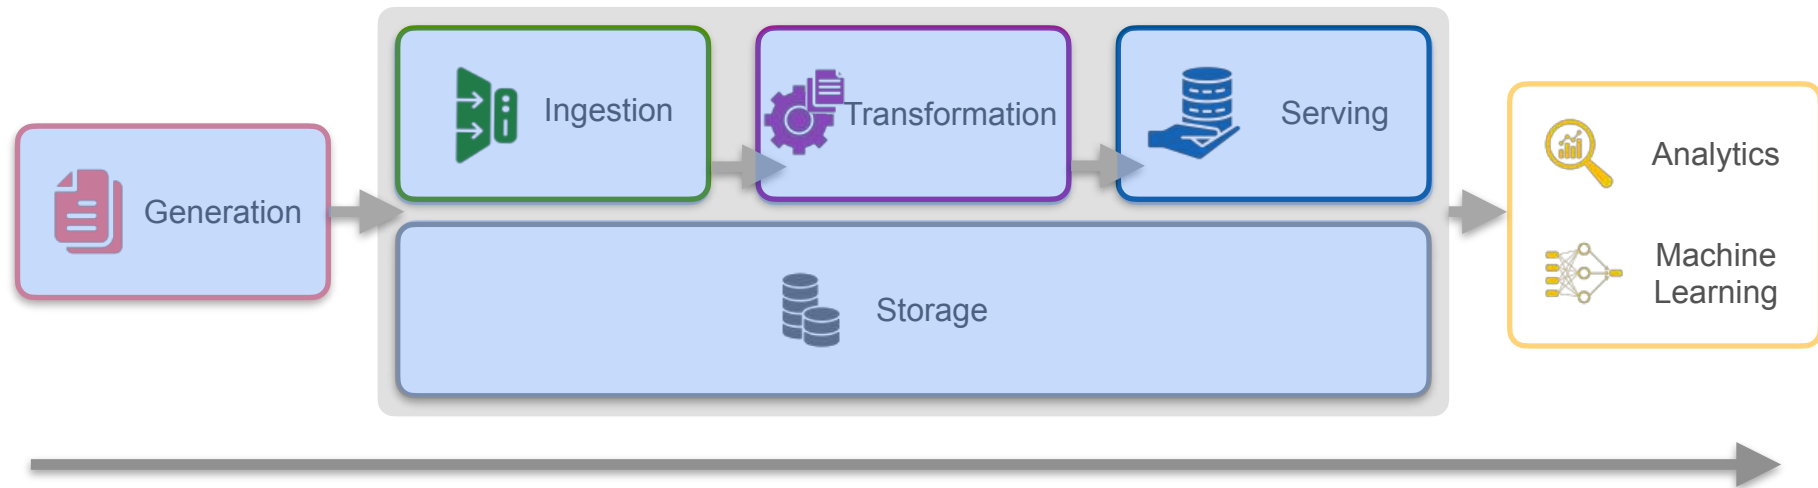 Generation
Ingestion
Transformation
Serving
Storage
Analytics
Machine
Learning